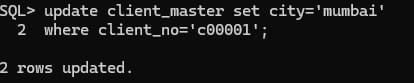 SQL> update client_master set city='mumbai'
  2  where client_no='c00001';
2 rows updated.